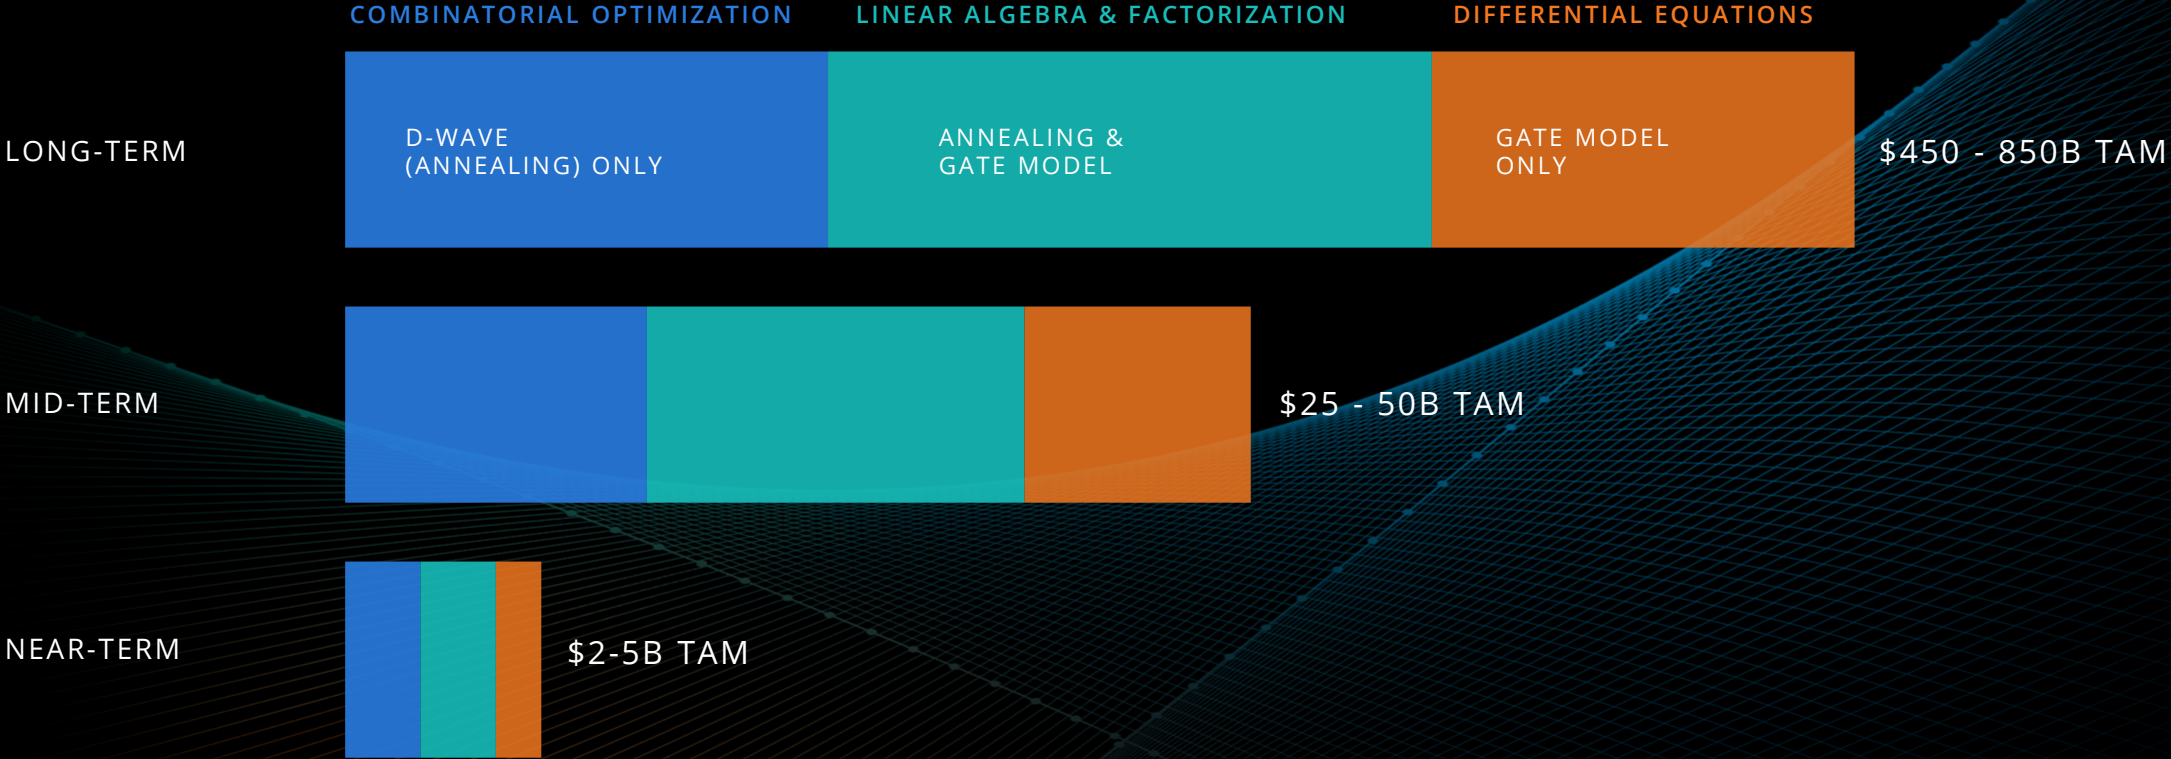 COMBINATORIAL OPTIMIZATION
LINEAR ALGEBRA & FACTORIZATION
DIFFERENTIAL EQUATIONS
LONG-TERM
D-WAVE
(ANNEALING) ONLY
ANNEALING &
GATE MODEL
GATE MODEL
ONLY
$450 - 850B TAM
MID-TERM
$25 - 50B TAM
NEAR-TERM
$2-5B TAM